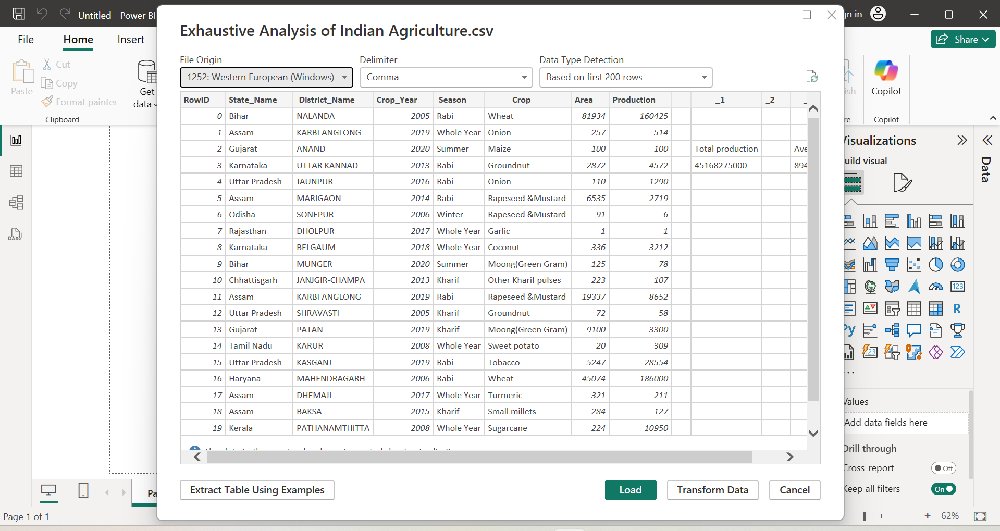 Untitled - Power BI
gn in
File
Home
Insert
Share
Paste
Cut
Copy
Format painter
Clipboard
Get
data
Copilot
Copilot
Exhaustive Analysis of Indian Agriculture.csv
File Origin
Delimiter
Data Type Detection
1252: Western European (Windows)
Comma
Based on first 200 rows
RowID State_Name District_Name Crop_Year Season Crop Area Production _1 _2
0 Bihar NALANDA 2005 Rabi Wheat 81934 160425
1 Assam KARBI ANGLONG 2019 Whole Year Onion 257 514
2 Gujarat ANAND 2020 Summer Maize 100 100 Total production Ave
3 Karnataka UTTAR KANNAD 2013 Rabi Groundnut 2872 4572 45168275000 894
4 Uttar Pradesh JAUNPUR 2016 Rabi Onion 110 1290
5 Assam MARIGAON 2014 Rabi Rapeseed &Mustard 6535 2719
6 Odisha SONEPUR 2006 Winter Rapeseed &Mustard 91 6
7 Rajasthan DHOLPUR 2017 Whole Year Garlic 1 1
8 Karnataka BELGAUM 2018 Whole Year Coconut 336 3212
9 Bihar MUNGER 2020 Summer Moong(Green Gram) 125 78
10 Chhattisgarh JANJGIR-CHAMPA 2013 Kharif Other Kharif pulses 223 107
11 Assam KARBI ANGLONG 2019 Rabi Rapeseed &Mustard 19337 8652
12 Uttar Pradesh SHRAVASTI 2005 Kharif Groundnut 72 58
13 Gujarat PATAN 2019 Kharif Moong(Green Gram) 9100 3300
14 Tamil Nadu KARUR 2008 Whole Year Sweet potato 20 309
15 Uttar Pradesh KASGANJ 2019 Rabi Tobacco 5247 28554
16 Haryana MAHENDRAGARH 2006 Rabi Wheat 45074 186000
17 Assam DHEMAJI 2017 Whole Year Turmeric 321 211
18 Assam BAKSA 2015 Kharif Small millets 284 127
19 Kerala PATHANAMTHITTA 2008 Whole Year Sugarcane 224 10950
Extract Table Using Examples
Load
Transform Data
Cancel
Visualizations
uild visual
Data
DAX
123
R
Py
123
Values
Add data fields here
Drill through
Cross-report
Off
Keep all filters
On
Pa
Page 1 of 1
62%